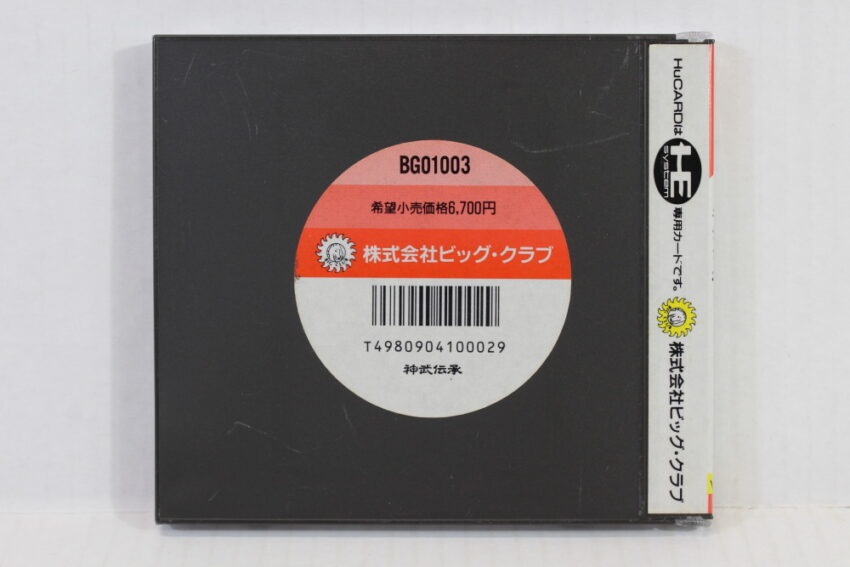 BG01003
希望小売価格6,700円
株式会社ビッグ・クラブ
T4980904100029
神武伝承
HuCARDは HE system 専用カードです。 株式会社ビッグ・クラブ